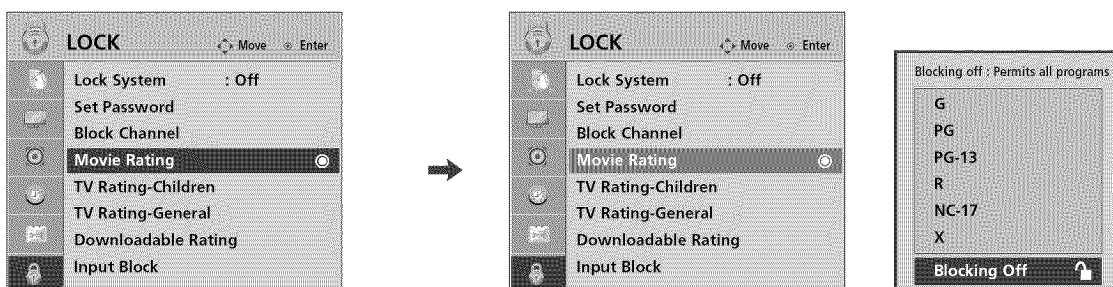 LOCK
Move Enter
Lock System : Off
Set Password
Block Channel
Movie Rating
TV Rating-Children
TV Rating-General
Downloadable Rating
Input Block
LOCK
Move Enter
Lock System : Off
Set Password
Block Channel
Movie Rating
TV Rating-Children
TV Rating-General
Downloadable Rating
Input Block
Blocking off : Permits all programs
G
PG
PG-13
R
NC-17
X
Blocking Off